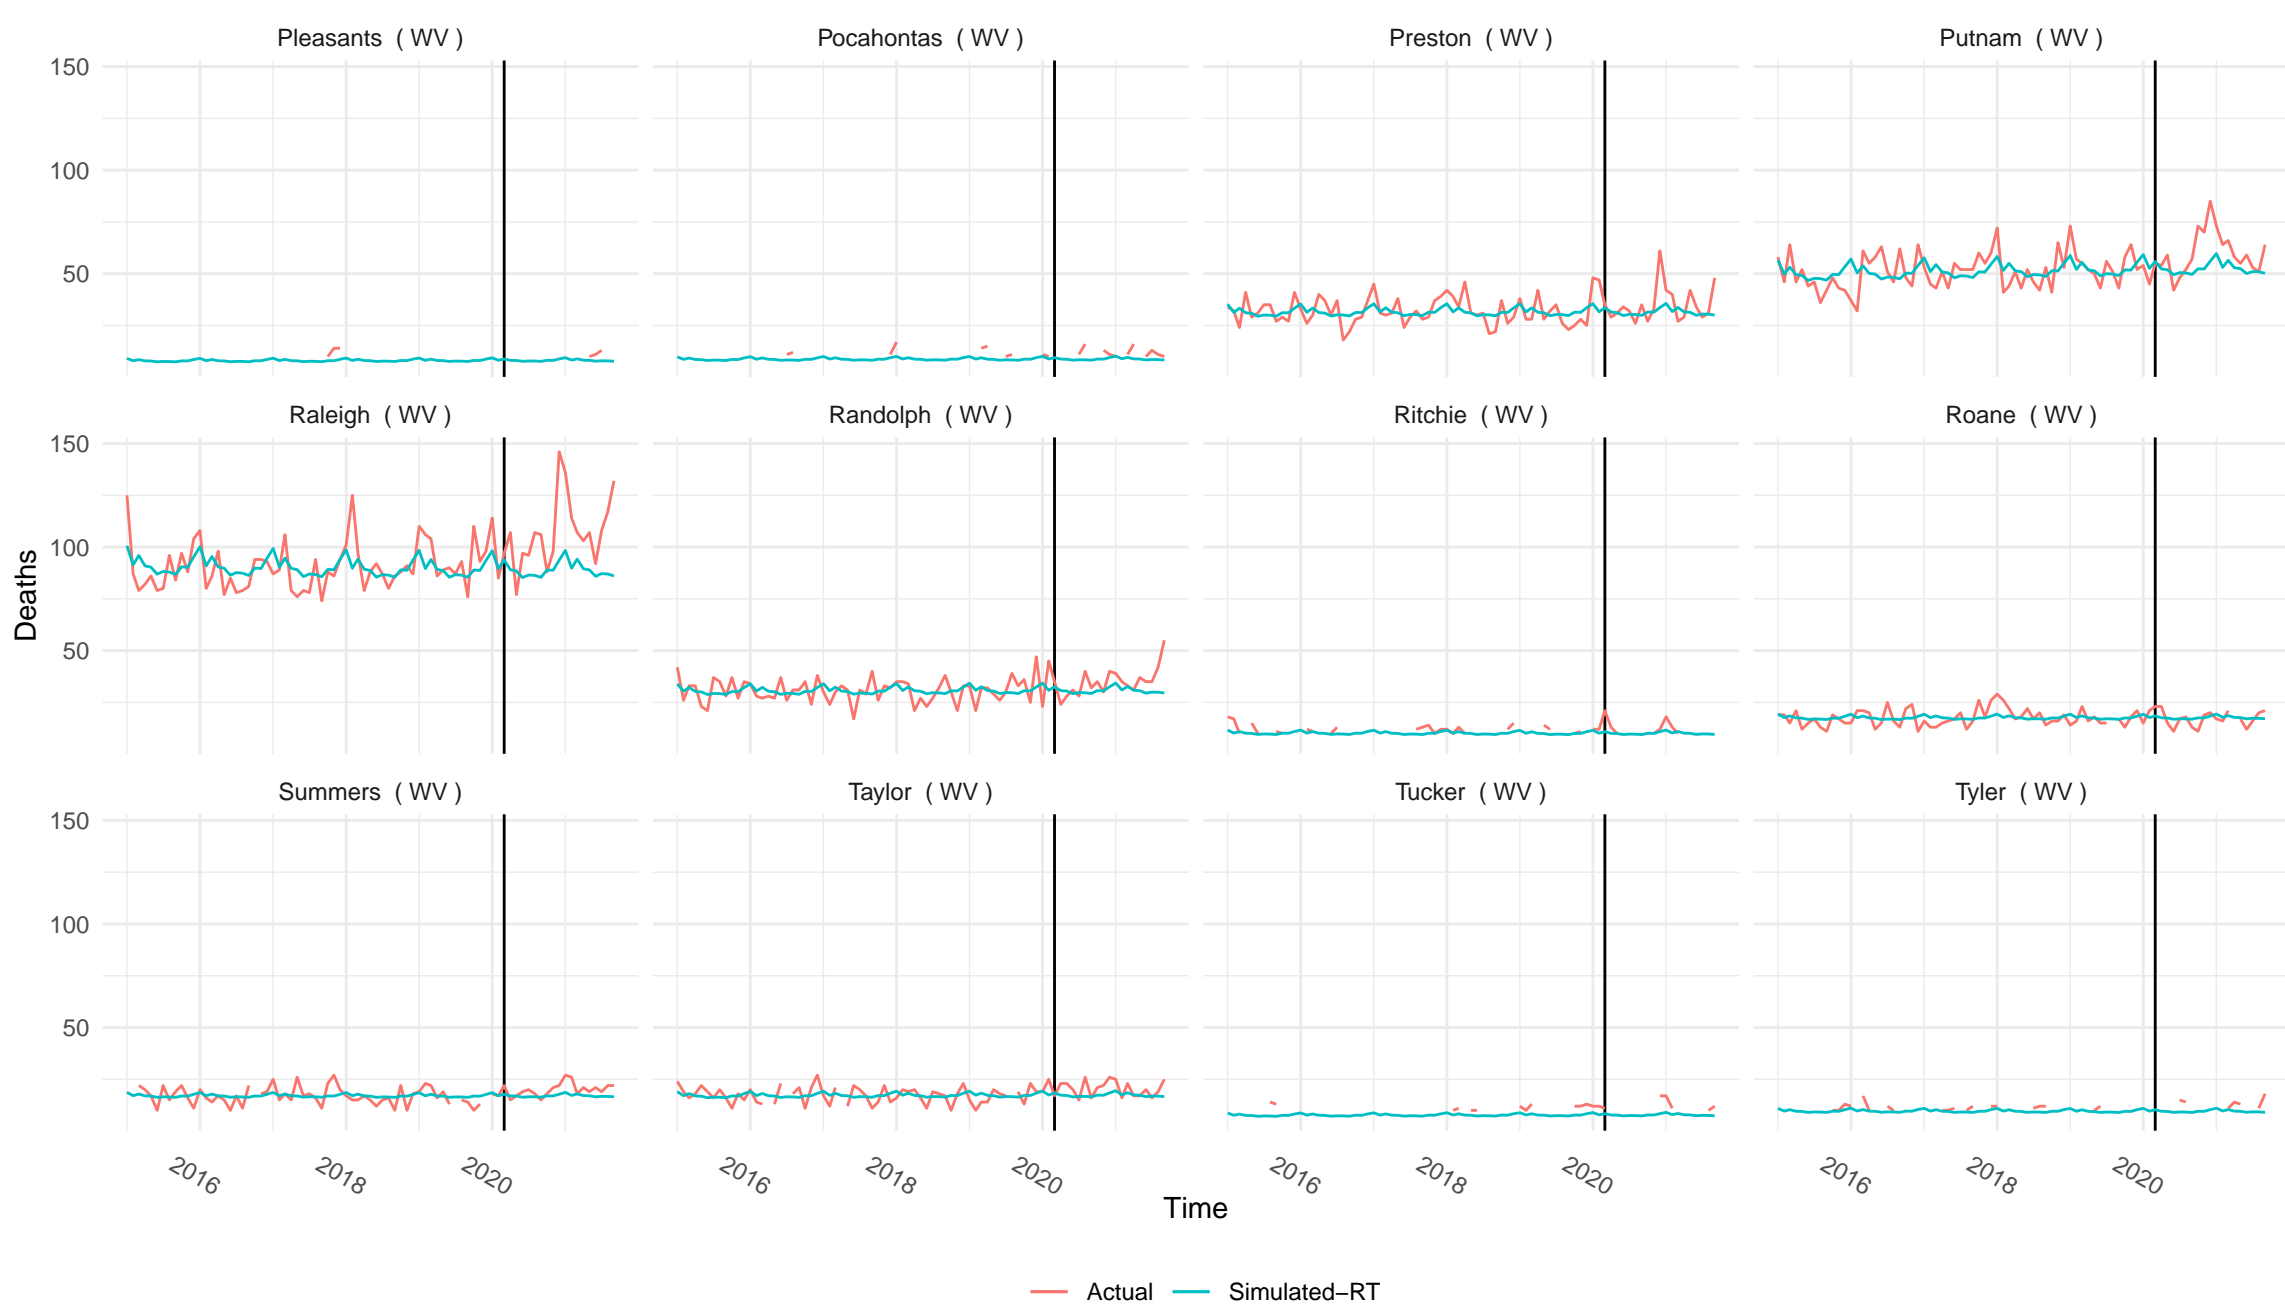 Pleasants ( WV ) Pocahontas ( WV ) Preston ( WV ) Putnam ( WV )
150
100
50
Raleigh ( WV ) Randolph ( WV ) Ritchie ( WV ) Roane ( WV )
150
100
50
Deaths
Summers ( WV ) Taylor ( WV ) Tucker ( WV ) Tyler ( WV )
150
100
50
2016 2018 2020 2016 2018 2020 2016 2018 2020 2016 2018 2020
Time
Actual Simulated−RT